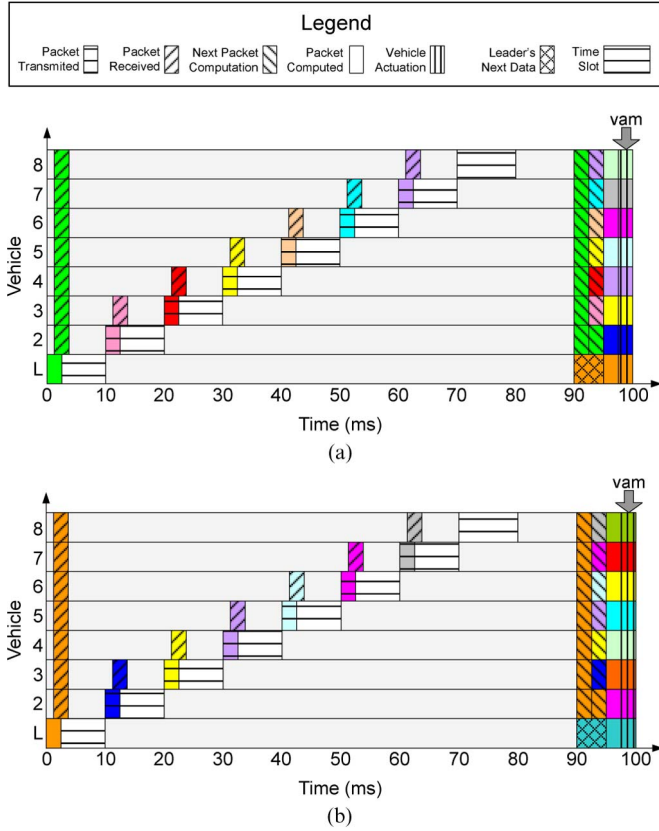 Legend
Packet Transmited
Packet Received
Next Packet Computation
Packet Computed
Vehicle Actuation
Leader's Next Data
Time Slot
vam
8
7
6
5
4
3
2
L
Vehicle
0 10 20 30 40 50 60 70 80 90 100
Time (ms)
(a)
vam
8
7
6
5
4
3
2
L
Vehicle
0 10 20 30 40 50 60 70 80 90 100
Time (ms)
(b)